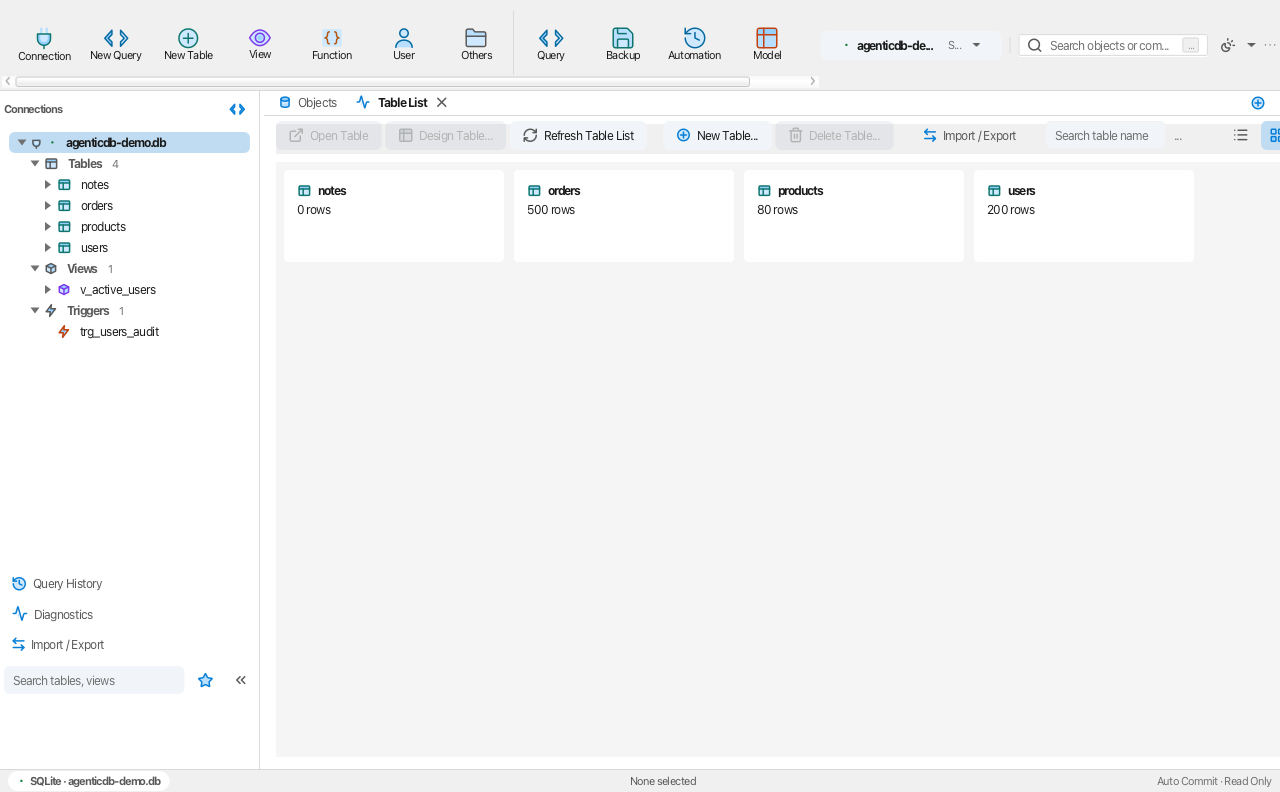 Connection
New Query
New Table
View
Function
User
Others
Query
Backup
Automation
Model
agenticdb-de...
S...
Search objects or com...
...
Connections
Objects
Table List
agenticdb-demo.db
Tables 4
notes
orders
products
users
Views 1
v_active_users
Triggers 1
trg_users_audit
Open Table
Design Table...
Refresh Table List
New Table...
Delete Table...
Import / Export
Search table name
...
notes
0 rows
orders
500 rows
products
80 rows
users
200 rows
Query History
Diagnostics
Import / Export
Search tables, views
SQLite · agenticdb-demo.db
None selected
Auto Commit · Read Only